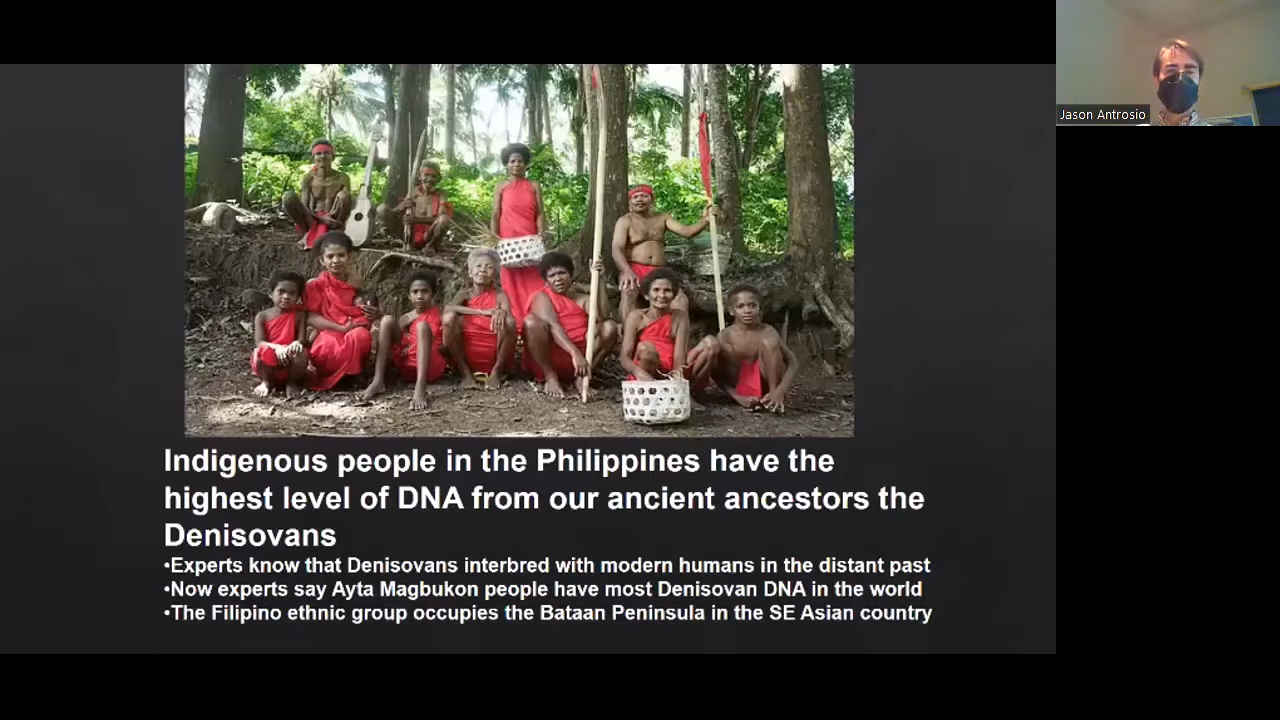 Jason Antrosio
Indigenous people in the Philippines have the
highest level of DNA from our ancient ancestors the
Denisovans
•Experts know that Denisovans interbred with modern humans in the distant past
•Now experts say Ayta Magbukon people have most Denisovan DNA in the world
•The Filipino ethnic group occupies the Bataan Peninsula in the SE Asian country